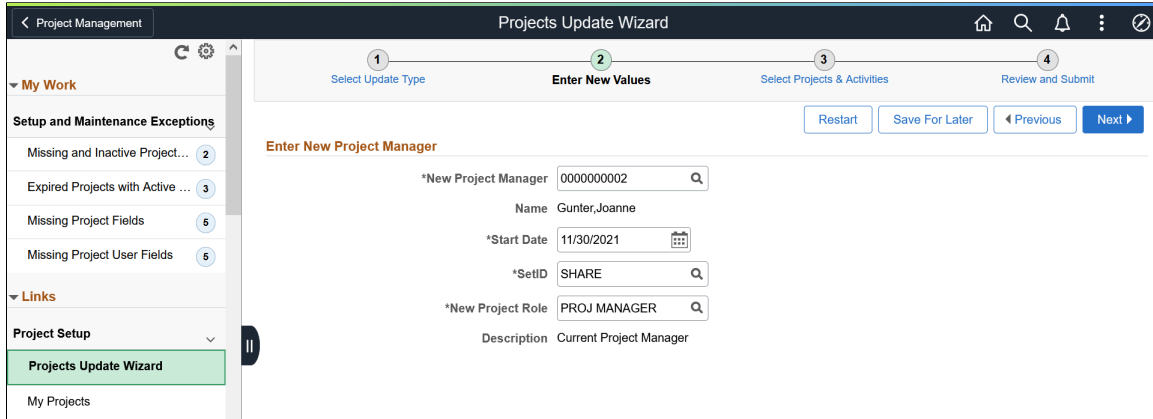 Project Management
Projects Update Wizard
My Work
Setup and Maintenance Exceptions
Missing and Inactive Project… 2
Expired Projects with Active … 3
Missing Project Fields 5
Missing Project User Fields 5
Links
Project Setup
Projects Update Wizard
My Projects
1 2 3 4
Select Update Type Enter New Values Select Projects & Activities Review and Submit
Restart Save For Later Previous Next
Enter New Project Manager
*New Project Manager 0000000002
Name Gunter,Joanne
*Start Date 11/30/2021
*SetID SHARE
*New Project Role PROJ MANAGER
Description Current Project Manager